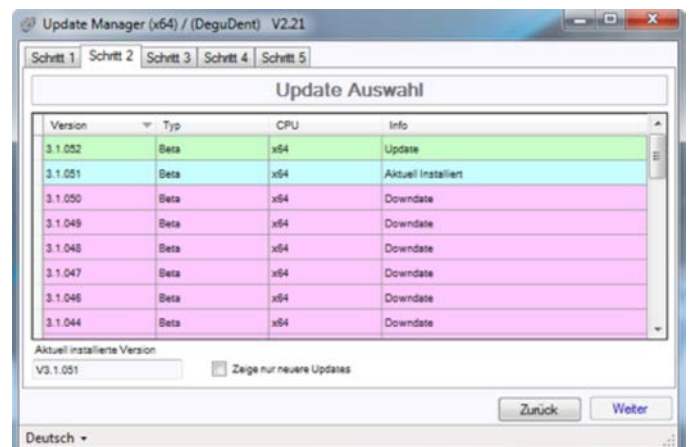 Update Manager (x64) / (DeguDent) V2.21
Schritt 1 Schritt 2 Schritt 3 Schritt 4 Schritt 5
Update Auswahl
Version Typ CPU Info
3.1.052 Beta x64 Update
3.1.051 Beta x64 Aktuell Installiert
3.1.050 Beta x64 Downdate
3.1.049 Beta x64 Downdate
3.1.048 Beta x64 Downdate
3.1.047 Beta x64 Downdate
3.1.046 Beta x64 Downdate
3.1.044 Beta x64 Downdate
Aktuell installierte Version
V3.1.051 Zeige nur neuere Updates
Zurück Weiter
Deutsch